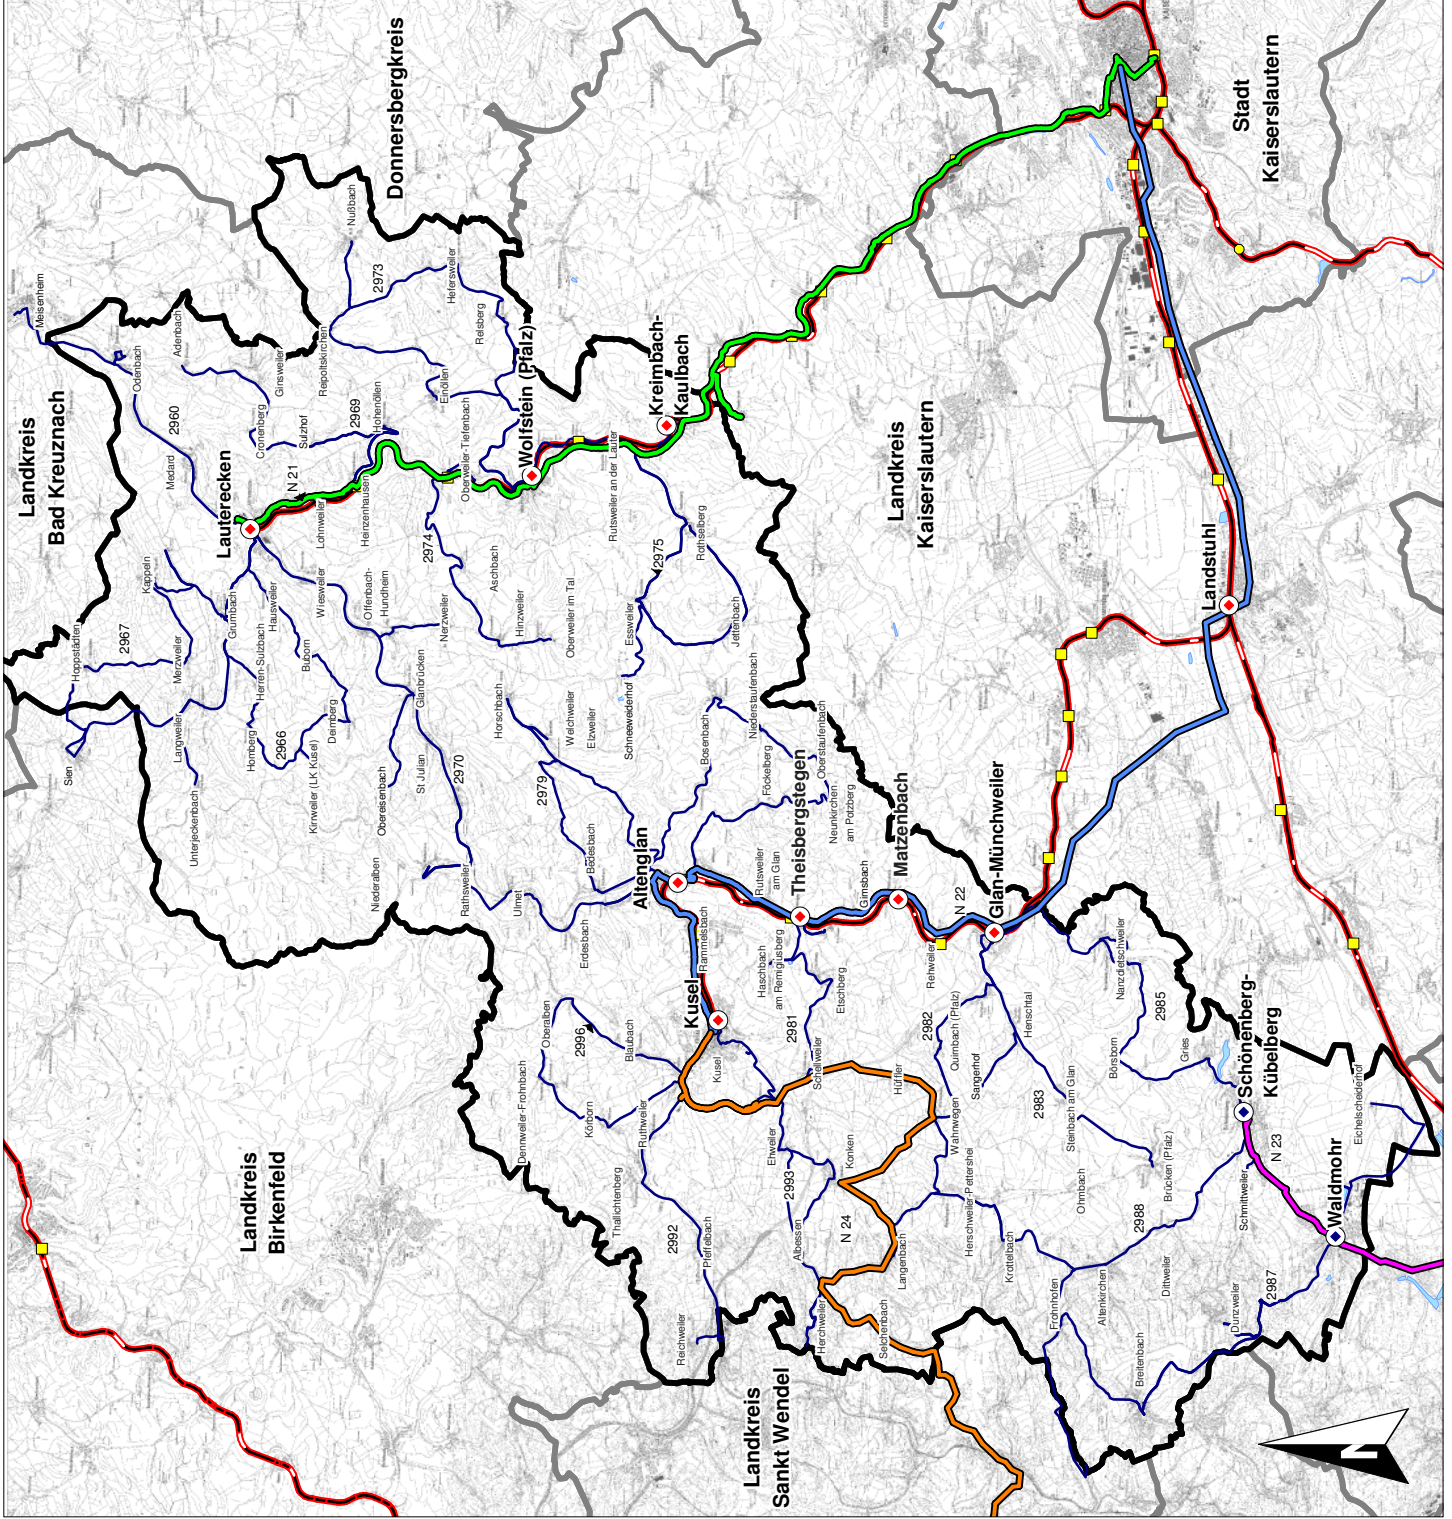 Landkreis
Bad Kreuznach
Donnersbergkreis
Stadt
Kaiserslautern
Landkreis
Kaiserslautern
Landkreis
Birkenfeld
Landkreis
Sankt Wendel
Meisenheim
Odenbach
Adenbach
2960
Medard
Cronenberg
Ginsweiler
Sulzhof
2969
Hohenöllen
Reipoltskirchen
Nußbach
2973
Hefersweiler
Relsberg
Einöllen
Oberweiler-Tiefenbach
Wolfstein (Pfalz)
Kreimbach-
Kaulbach
Lauterecken
N 21
Lohnweiler
Heinzenhausen
Rutsweiler an der Lauter
2974
Aschbach
Hinzweiler
Oberweiler im Tal
2975
Rothselberg
Essweiler
Jettenbach
Kappeln
Hoppstädten
2967
Merzweiler
Grumbach
Hausweiler
Wiesweiler
Offenbach-
Hundheim
Nerzweiler
Herren-Sulzbach
Buborn
Glanbrücken
Sien
Langweiler
Homberg
2966
Deimberg
Kirrweiler (LK Kusel)
Unterjeckenbach
Obereisenbach
St Julian
2970
Horschbach
Welchweiler
Elzweiler
Schneeweiderhof
2979
Bedesbach
Bosenbach
Niederstaufenbach
Föckelberg
Oberstaufenbach
Neunkirchen
am Potzberg
Niederalben
Rathsweiler
Ulmet
Erdesbach
Altenglan
Rammelsbach
Rutsweiler
am Glan
Theisbergstegen
Gimsbach
Matzenbach
N 22
Glan-Münchweiler
Rehweiler
Landstuhl
Haschbach
am Remigiusberg
Etschberg
2981
Schellweiler
Kusel
Kusel
Oberalben
2996
Blaubach
Dennweiler-Frohnbach
Körborn
Ruthweiler
Thallichtenberg
2992
Pfeffelbach
Reichweiler
Ehweiler
2993
Konken
Albessen
N 24
Herchweiler
Selchenbach
Langenbach
Hüffler
2982
Quirnbach (Pfalz)
Sangerhof
Henschtal
Wahnwegen
2983
Steinbach am Glan
Herschweiler-Pettershei
Krottelbach
Ohmbach
Brücken (Pfalz)
2988
Frohnhofen
Altenkirchen
Dittweiler
Breitenbach
Nanzdietschweiler
2985
Börsborn
Gries
Schönenberg-
Kübelberg
N 23
Schmittweiler
Waldmohr
Eichelscheiderhof
Dunzweiler
2987
N